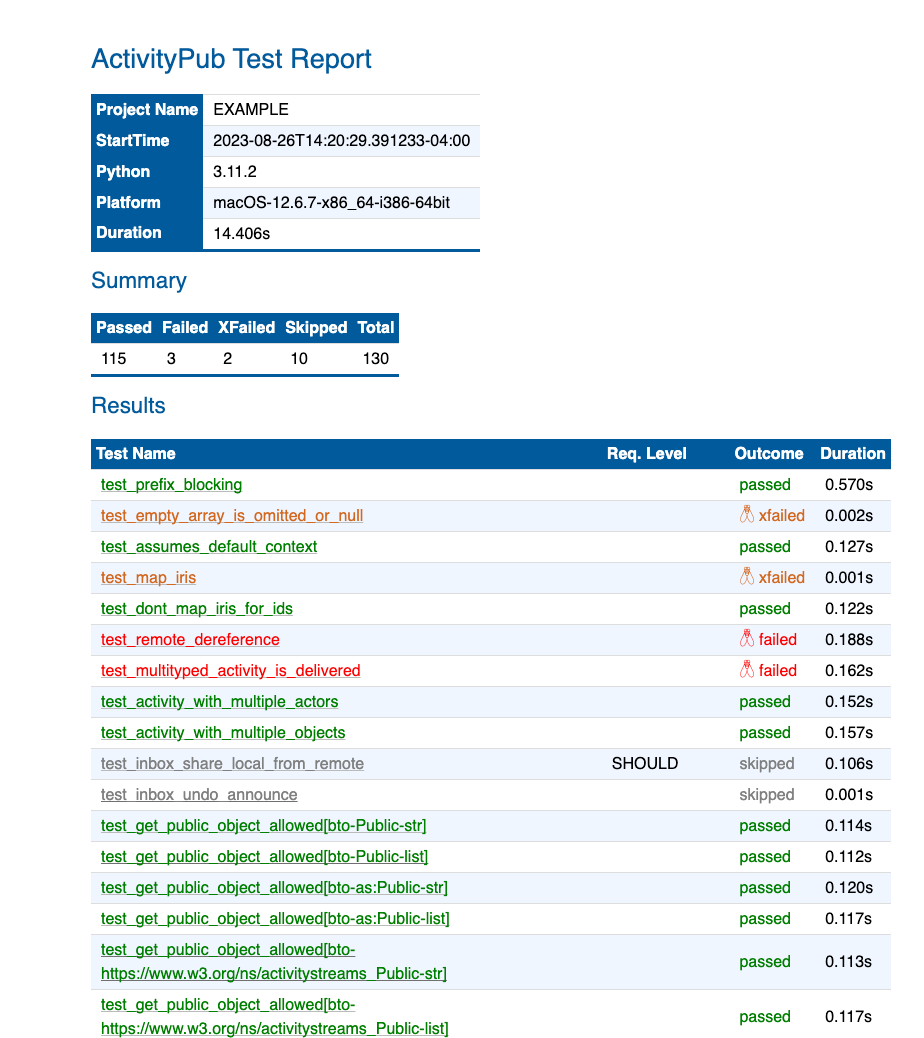 ActivityPub Test Report
Project Name EXAMPLE
StartTime 2023-08-26T14:20:29.391233-04:00
Python 3.11.2
Platform macOS-12.6.7-x86_64-i386-64bit
Duration 14.406s
Summary
Passed Failed XFailed Skipped Total
115 3 2 10 130
Results
Test Name Req. Level Outcome Duration
test_prefix_blocking passed 0.570s
test_empty_array_is_omitted_or_null xfailed 0.002s
test_assumes_default_context passed 0.127s
test_map_iris xfailed 0.001s
test_dont_map_iris_for_ids passed 0.122s
test_remote_dereference failed 0.188s
test_multityped_activity_is_delivered failed 0.162s
test_activity_with_multiple_actors passed 0.152s
test_activity_with_multiple_objects passed 0.157s
test_inbox_share_local_from_remote SHOULD skipped 0.106s
test_inbox_undo_announce skipped 0.001s
test_get_public_object_allowed[bto-Public-str] passed 0.114s
test_get_public_object_allowed[bto-Public-list] passed 0.112s
test_get_public_object_allowed[bto-as:Public-str] passed 0.120s
test_get_public_object_allowed[bto-as:Public-list] passed 0.117s
test_get_public_object_allowed[bto-
https://www.w3.org/ns/activitystreams_Public-str] passed 0.113s
test_get_public_object_allowed[bto-
https://www.w3.org/ns/activitystreams_Public-list] passed 0.117s